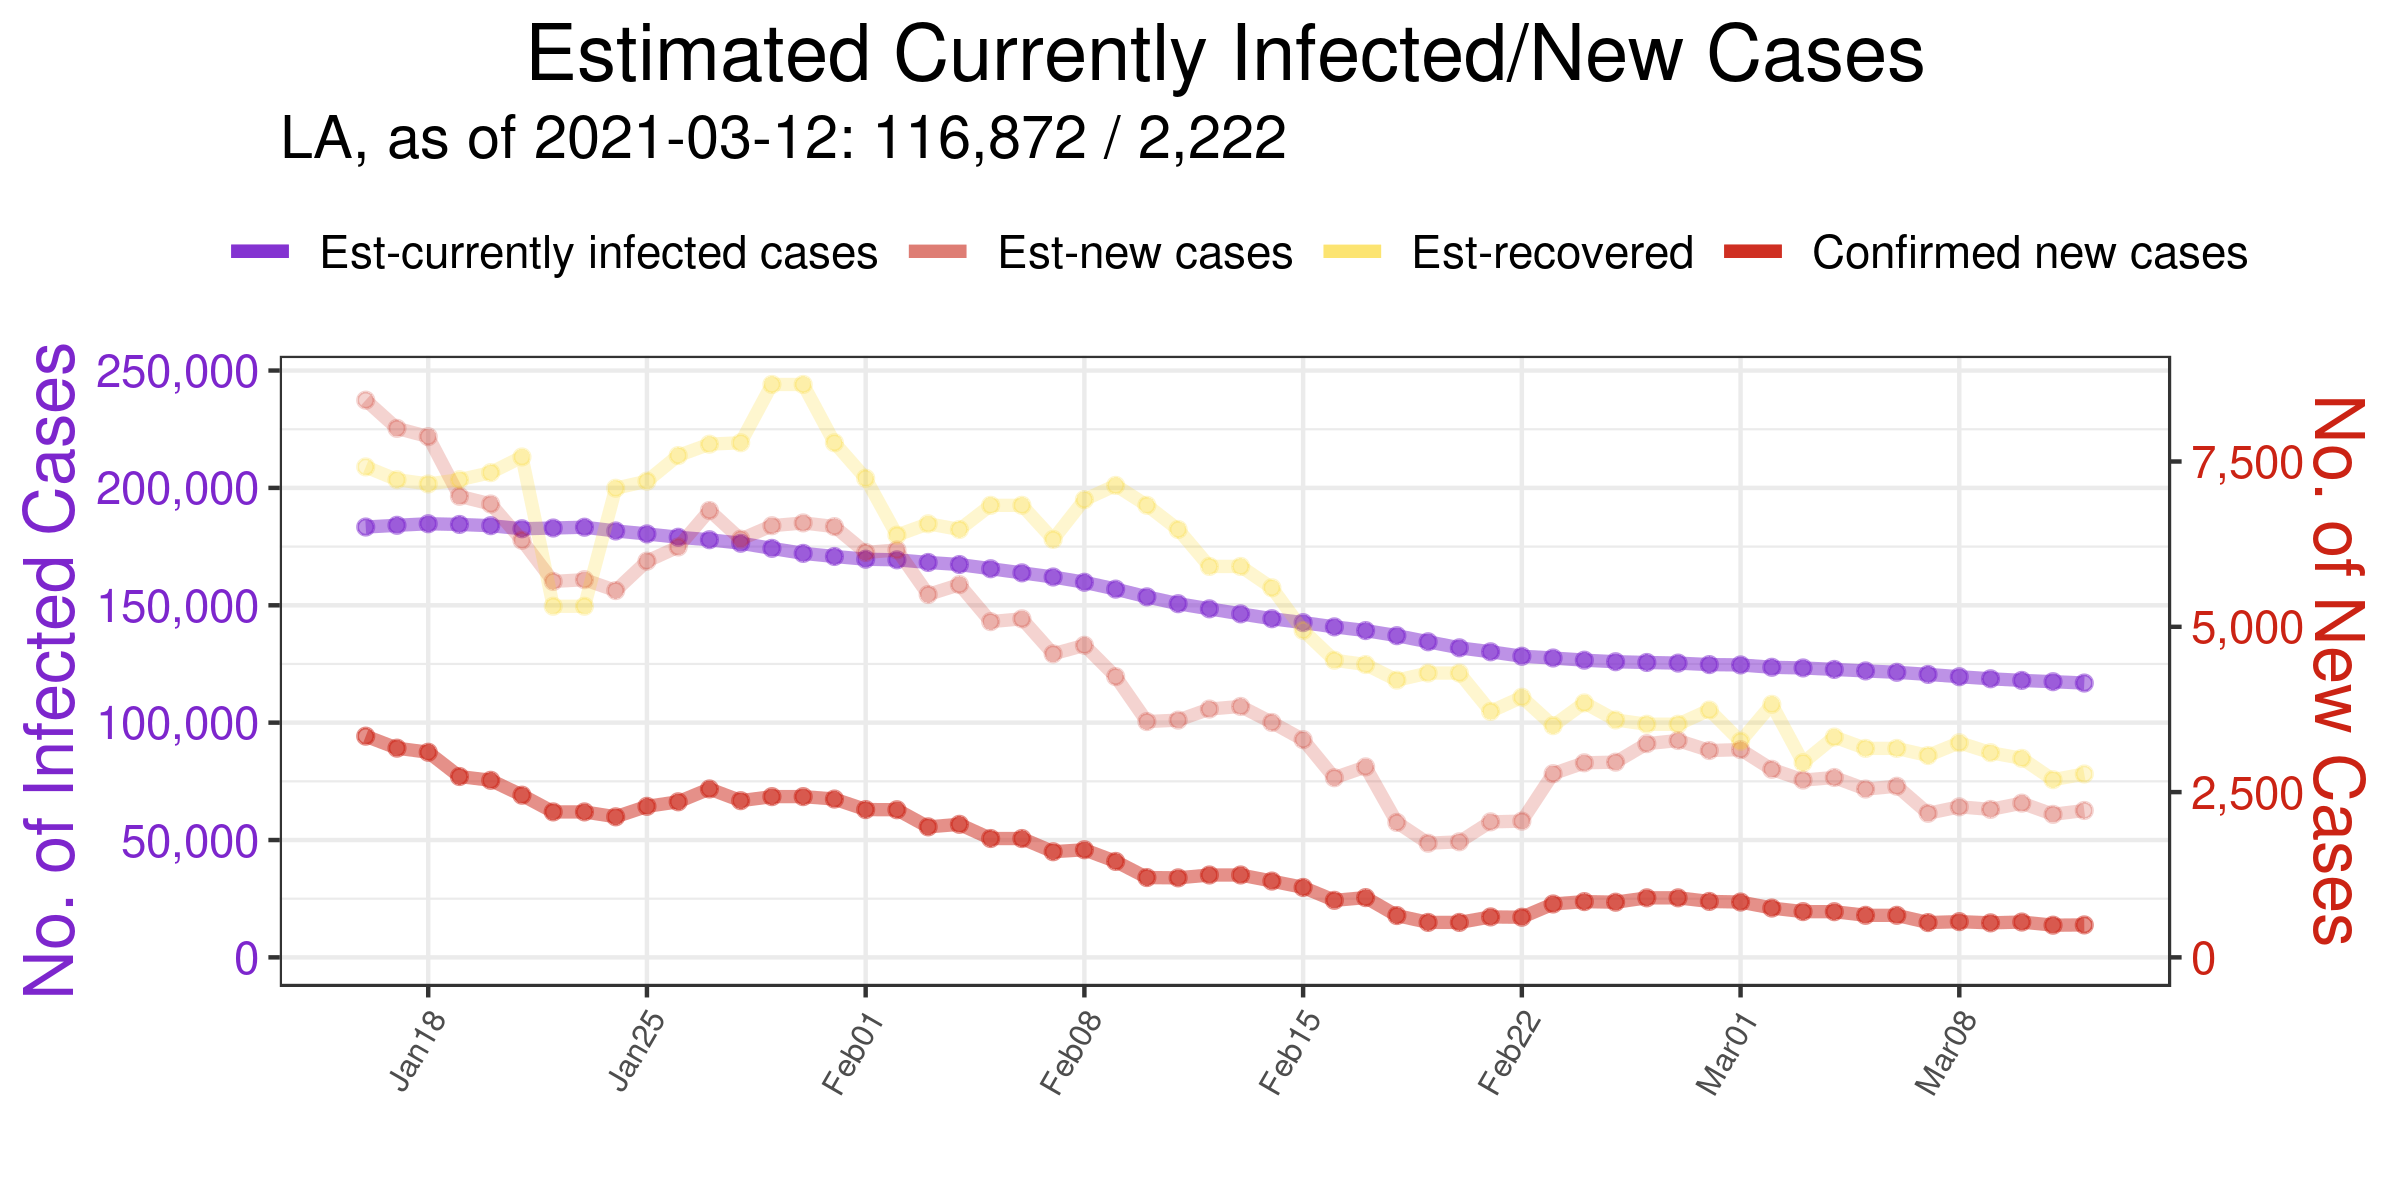 Estimated Currently Infected/New Cases
LA, as of 2021-03-12: 116,872 / 2,222
Est-currently infected cases Est-new cases Est-recovered Confirmed new cases
No. of Infected Cases
250,000
200,000
150,000
100,000
50,000
0
7,500
5,000
2,500
0
No. of New Cases
Jan18 Jan25 Feb01 Feb08 Feb15 Feb22 Mar01 Mar08